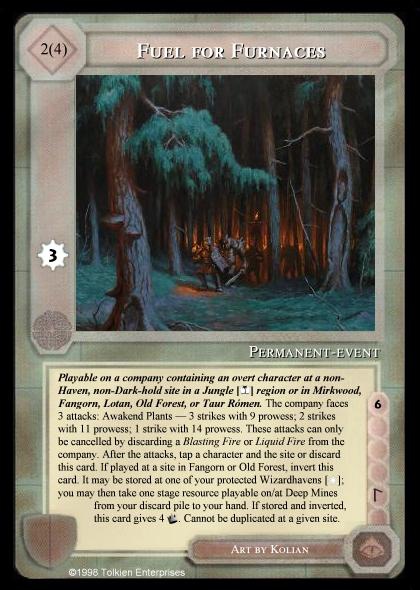 2(4)
FUEL FOR FURNACES
3
PERMANENT-EVENT
Playable on a company containing an overt character at a non-
Haven, non-Dark-hold site in a Jungle [] region or in Mirkwood,
Fangorn, Lotan, Old Forest, or Taur Rómen. The company faces
3 attacks: Awakend Plants — 3 strikes with 9 prowess; 2 strikes
with 11 prowess; 1 strike with 14 prowess. These attacks can only
be cancelled by discarding a Blasting Fire or Liquid Fire from the
company. After the attacks, tap a character and the site or discard
this card. If played at a site in Fangorn or Old Forest, invert this
card. It may be stored at one of your protected Wizardhavens [];
you may then take one stage resource playable on/at Deep Mines
from your discard pile to your hand. If stored and inverted,
this card gives 4. Cannot be duplicated at a given site.
6
7
ART BY KOLIAN
©1998 Tolkien Enterprises